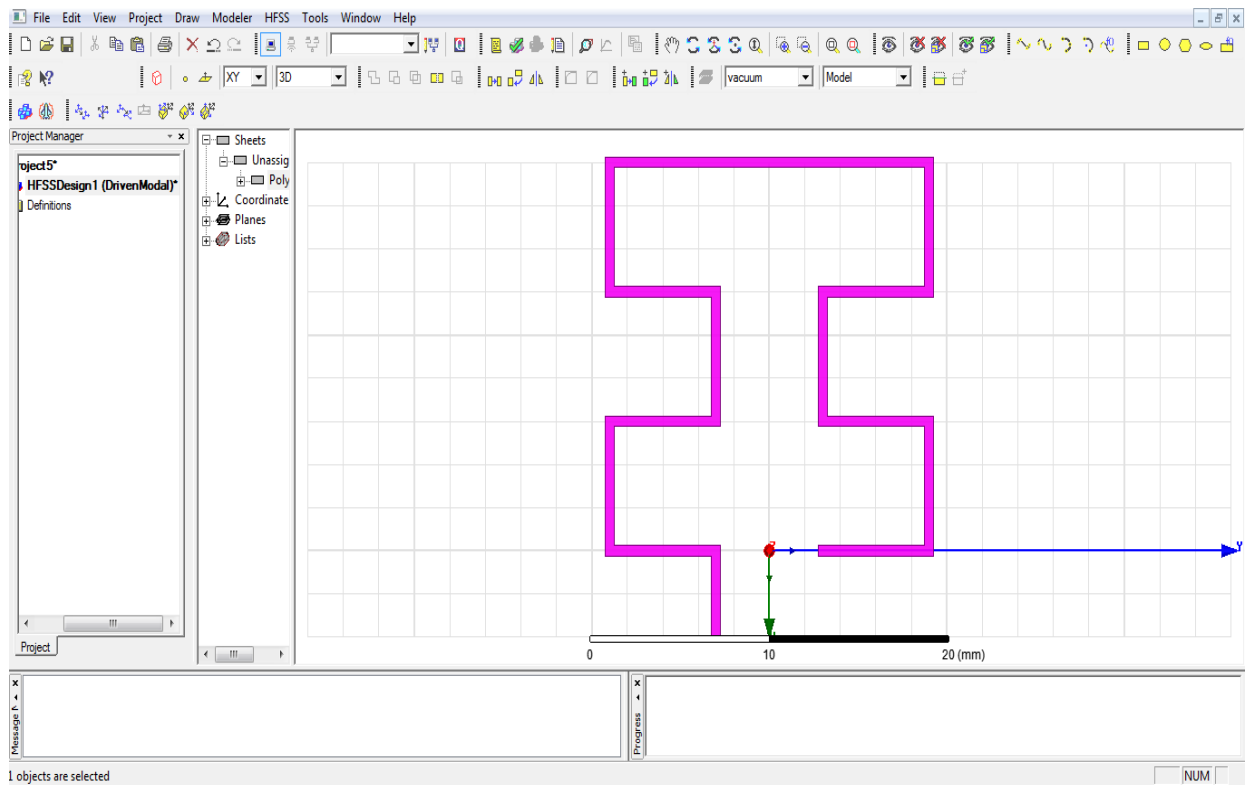 File Edit View Project Draw Modeler HFSS Tools Window Help
XY 3D vacuum Model
Project Manager
roject5*
HFSSDesign1 (DrivenModal)*
Definitions
Project
Sheets
Unassig
Poly
Coordinate
Planes
Lists
Y
0 10 20 (mm)
Progress
1 objects are selected
NUM